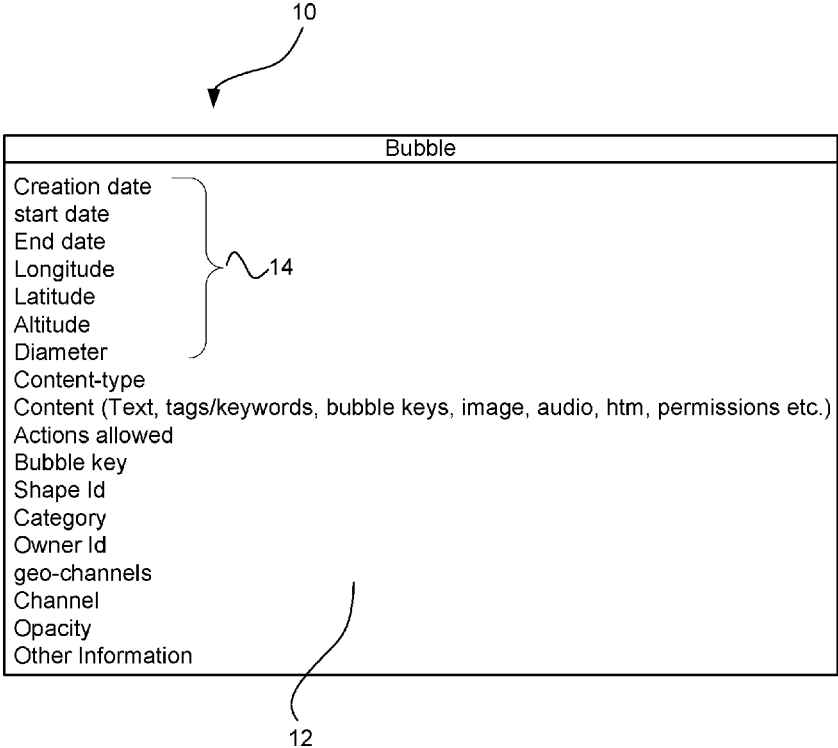 10
Bubble
Creation date
start date
End date
Longitude
14
Latitude
Altitude
Diameter
Content-type
Content (Text, tags/keywords, bubble keys, image, audio, htm, permissions etc.)
Actions allowed
Bubble key
Shape Id
Category
Owner Id
geo-channels
Channel
Opacity
Other Information
12